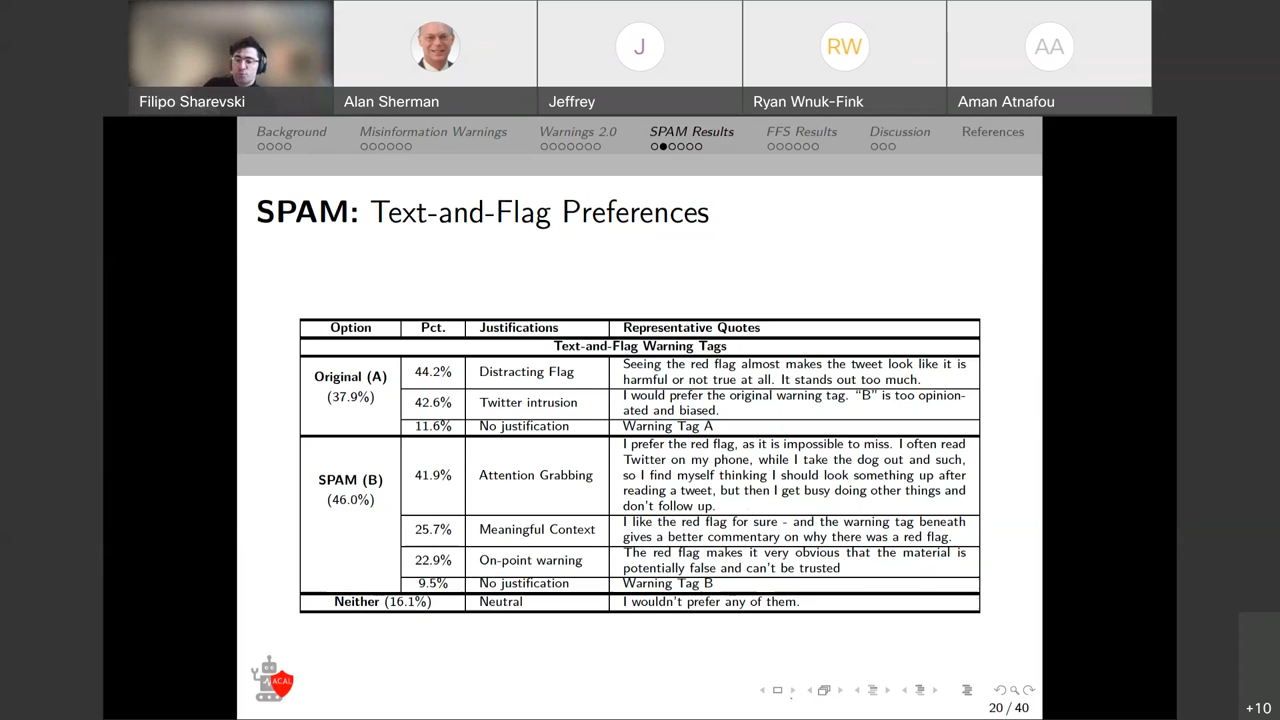 Filipo Sharevski
Alan Sherman
J
Jeffrey
RW
Ryan Wnuk-Fink
AA
Aman Atnafou
Background Misinformation Warnings Warnings 2.0 SPAM Results FFS Results Discussion References
SPAM: Text-and-Flag Preferences
Option Pct. Justifications Representative Quotes
Text-and-Flag Warning Tags
Original (A)
(37.9%)
44.2% Distracting Flag
Seeing the red flag almost makes the tweet look like it is
harmful or not true at all. It stands out too much.
42.6% Twitter intrusion
I would prefer the original warning tag. “B” is too opinion-
ated and biased.
11.6% No justification Warning Tag A
SPAM (B)
(46.0%)
41.9% Attention Grabbing
I prefer the red flag, as it is impossible to miss. I often read
Twitter on my phone, while I take the dog out and such,
so I find myself thinking I should look something up after
reading a tweet, but then I get busy doing other things and
don’t follow up.
25.7% Meaningful Context
I like the red flag for sure - and the warning tag beneath
gives a better commentary on why there was a red flag.
22.9% On-point warning
The red flag makes it very obvious that the material is
potentially false and can’t be trusted
9.5% No justification Warning Tag B
Neither (16.1%) Neutral I wouldn’t prefer any of them.
ACAL
20 / 40
+10